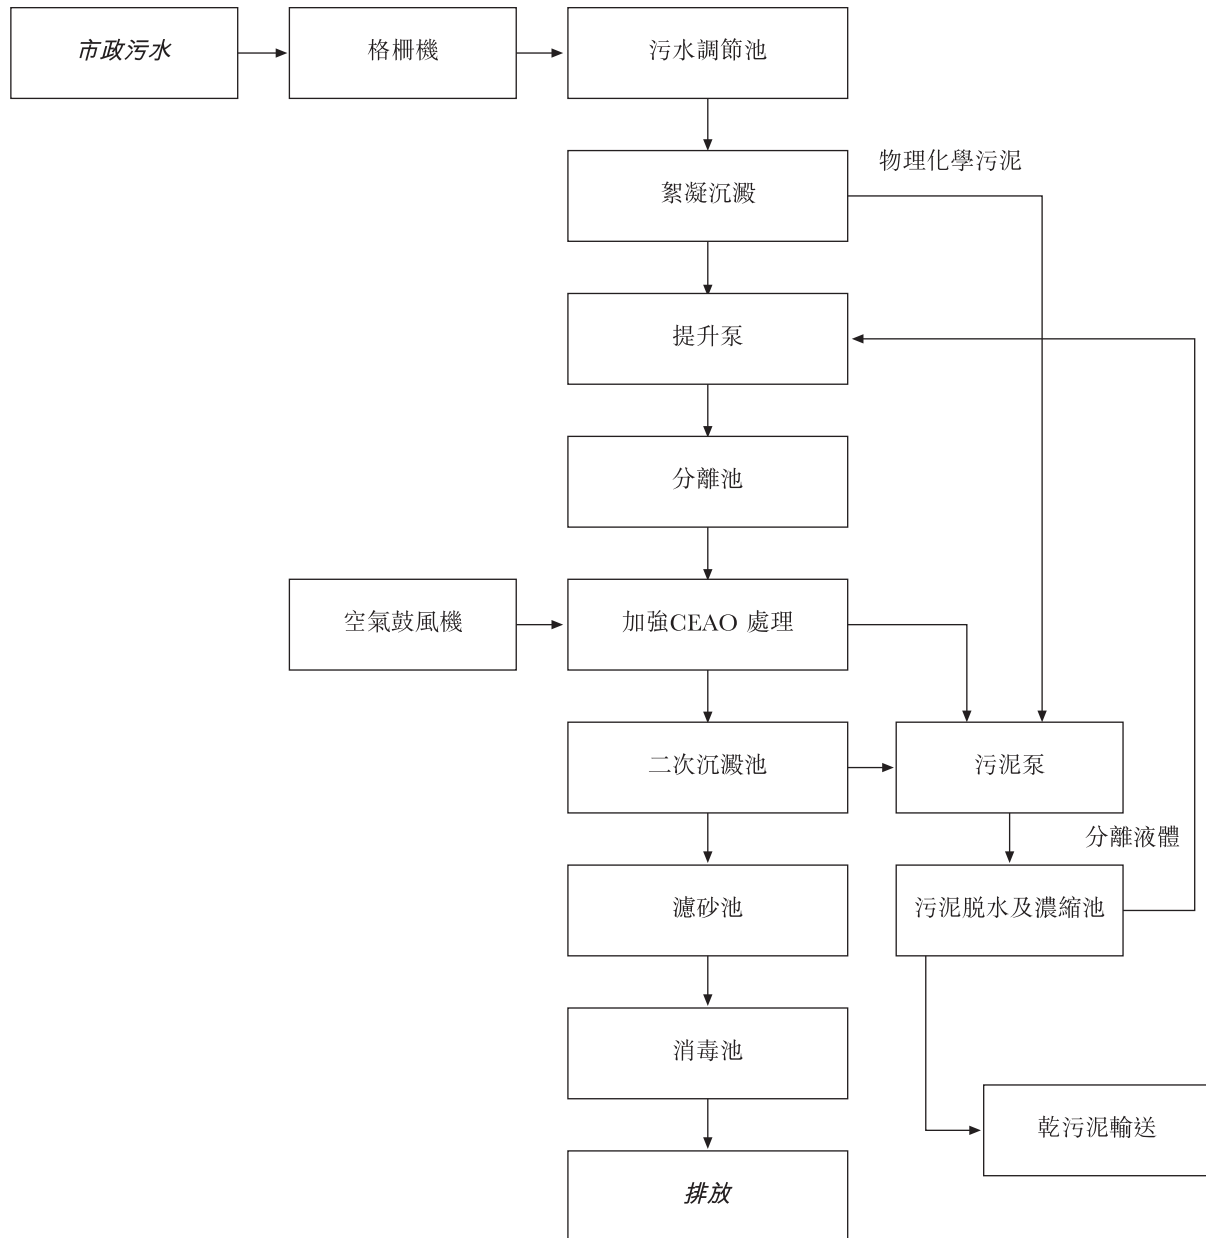 市政污水
格柵機
污水調節池
物理化學污泥
絮凝沉澱
提升泵
分離池
空氣鼓風機
加強CEAO 處理
二次沉澱池
污泥泵
分離液體
濾砂池
污泥脱水及濃縮池
消毒池
乾污泥輸送
排放